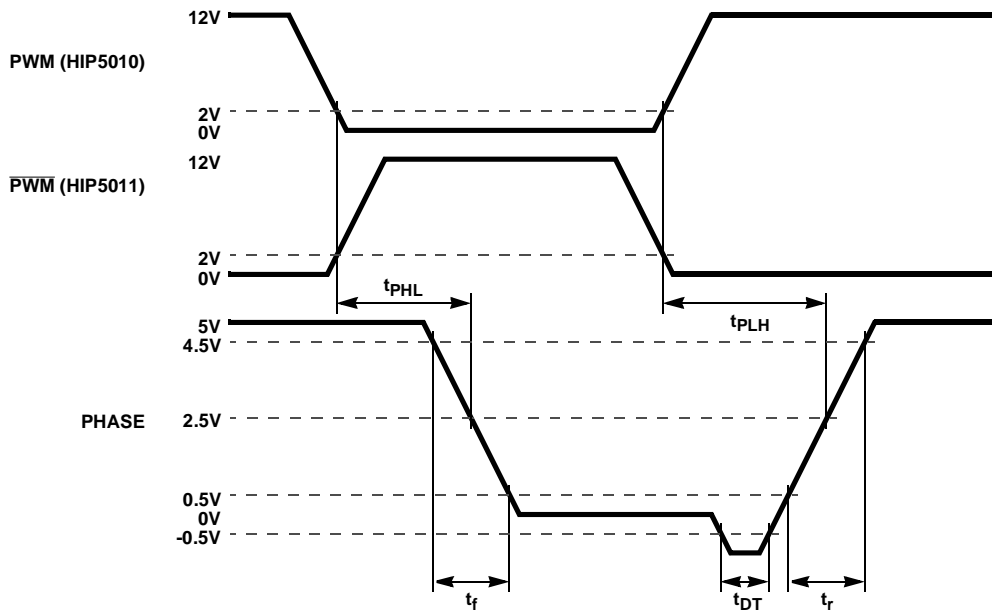 12V
PWM (HIP5010)
2V
0V
12V
P̅W̅M̅ (HIP5011)
2V
0V
tPHL
tPLH
5V
4.5V
PHASE
2.5V
0.5V
0V
-0.5V
tf
tDT
tr